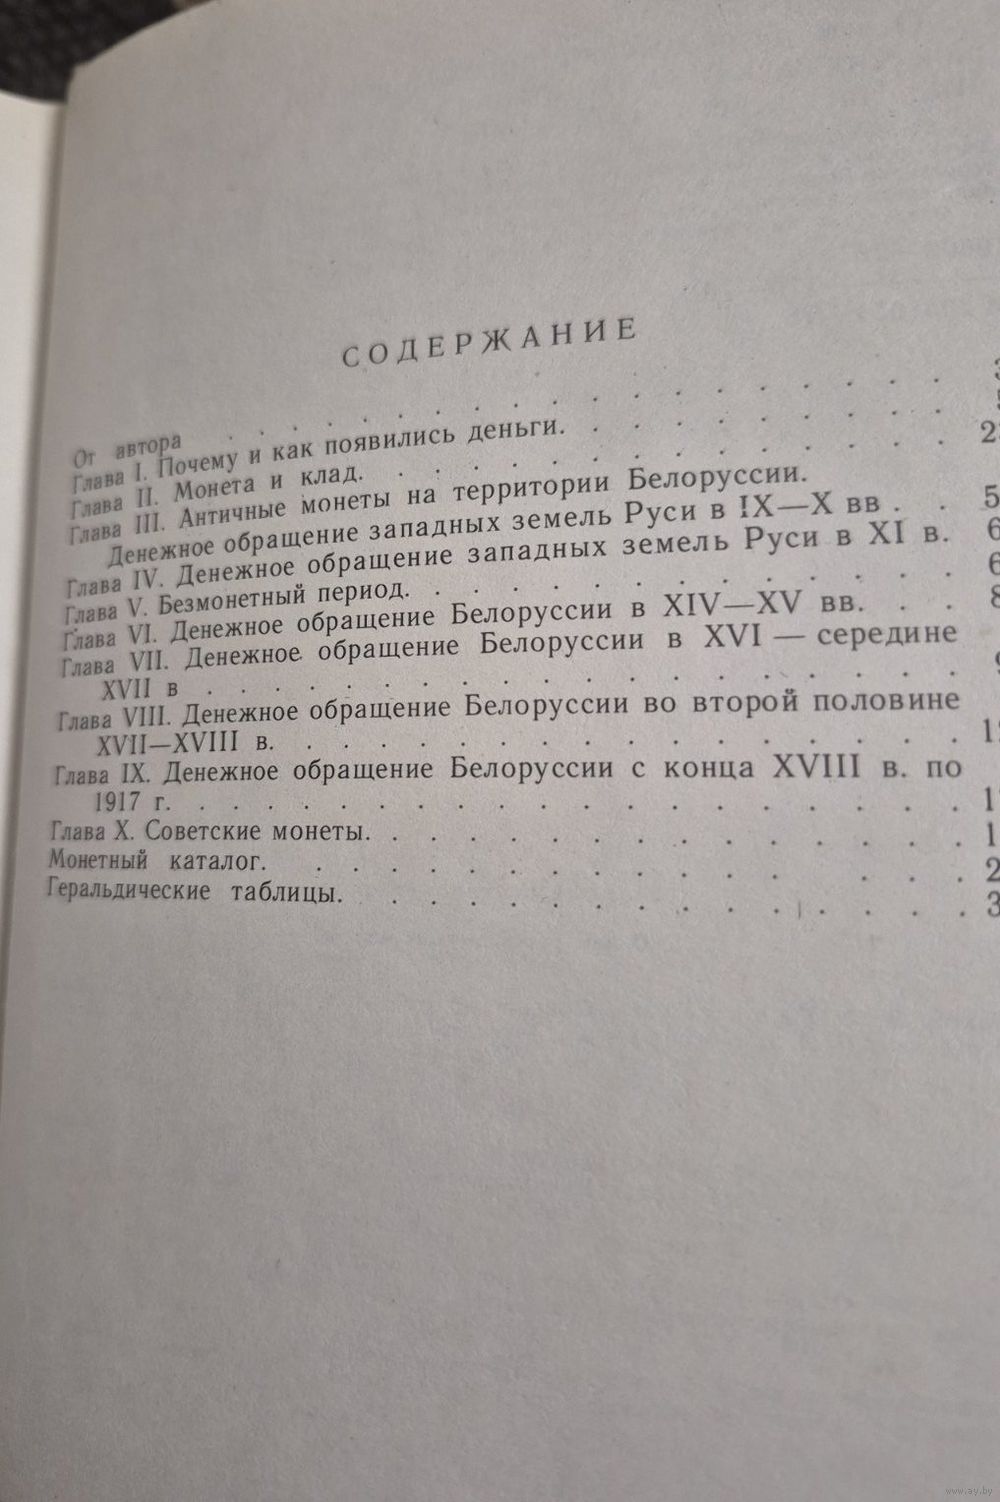 СОДЕРЖАНИЕ
От автора . . . . . . . . . . . . . . 3
Глава I. Почему и как появились деньги. . . . . . . .
Глава II. Монета и клад. . . . . . . . . . . .
Глава III. Античные монеты на территории Белоруссии.
Денежное обращение западных земель Руси в IX—X вв . .
Глава IV. Денежное обращение западных земель Руси в XI в.
Глава V. Безмонетный период. . . . . . . . . . .
Глава VI. Денежное обращение Белоруссии в XIV—XV вв. . .
Глава VII. Денежное обращение Белоруссии в XVI — середине
XVII в . . . . . . . . . . . . . . . .
Глава VIII. Денежное обращение Белоруссии во второй половине
XVII—XVIII в. . . . . . . . . . . . . .
Глава IX. Денежное обращение Белоруссии с конца XVIII в. по
1917 г. . . . . . . . . . . . . . . .
Глава X. Советские монеты. . . . . . . . . . . .
Монетный каталог. . . . . . . . . . . . . .
Геральдические таблицы. . . . . . . . . . . .
www.ay.by